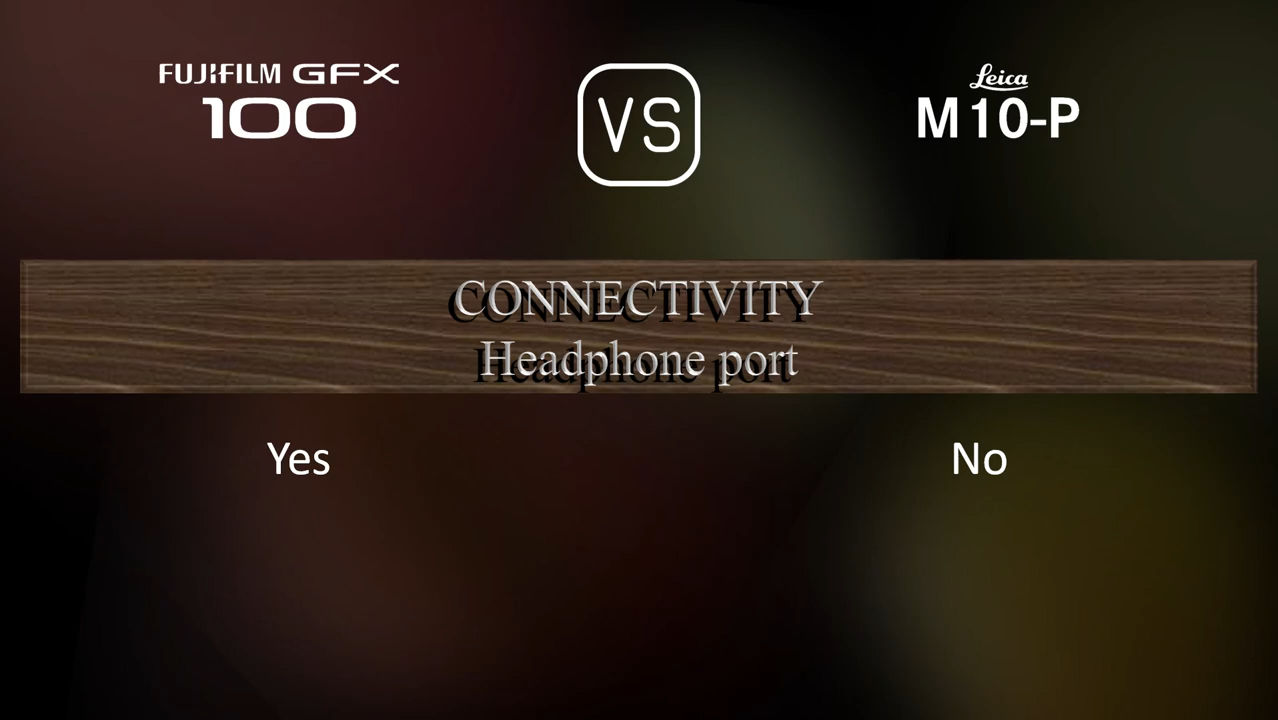 FUJIFILM GFX
100
VS
Leica
M10-P
CONNECTIVITY
Headphone port
Yes
No